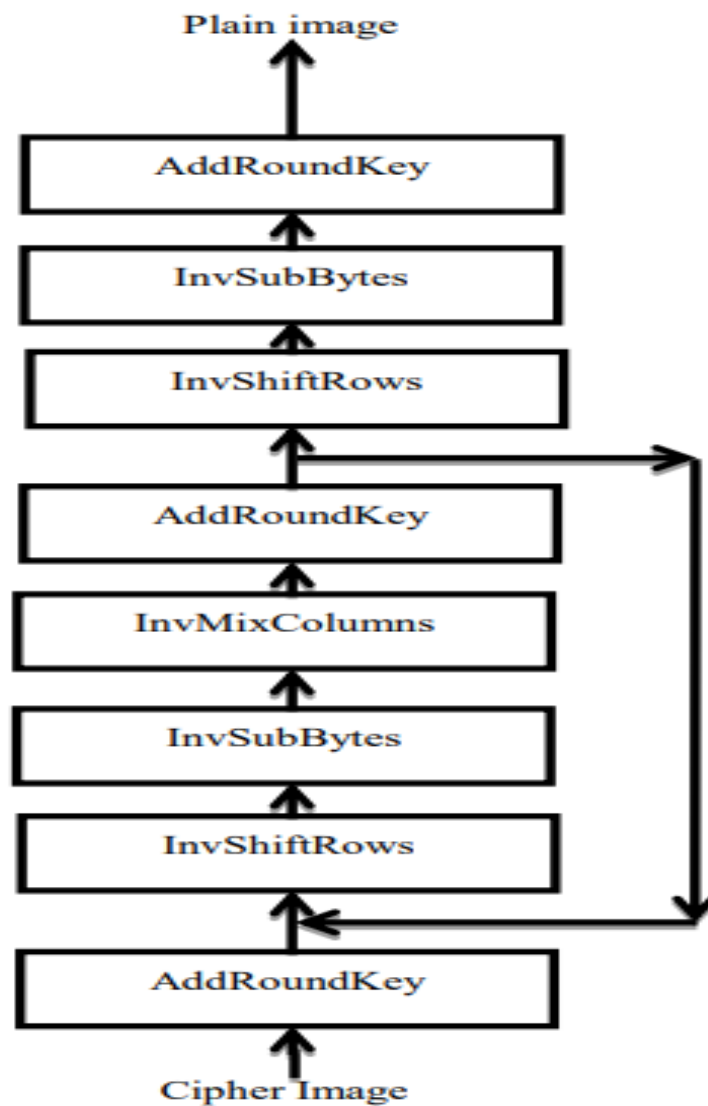 Plain image
AddRoundKey
InvSubBytes
InvShiftRows
AddRoundKey
InvMixColumns
InvSubBytes
InvShiftRows
AddRoundKey
Cipher Image